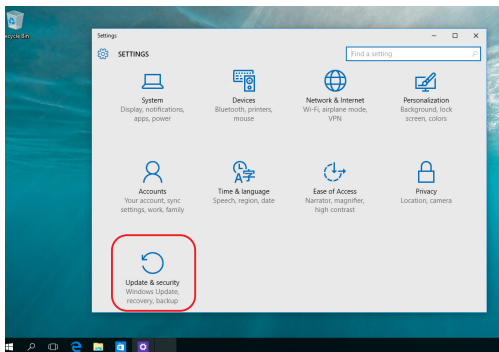 Recycle Bin
Settings
SETTINGS
Find a setting
System
Display, notifications,
apps, power
Devices
Bluetooth, printers,
mouse
Network & Internet
Wi-Fi, airplane mode,
VPN
Personalization
Background, lock
screen, colors
Accounts
Your account, sync
settings, work, family
Time & language
Speech, region, date
Ease of Access
Narrator, magnifier,
high contrast
Privacy
Location, camera
Update & security
Windows Update,
recovery, backup